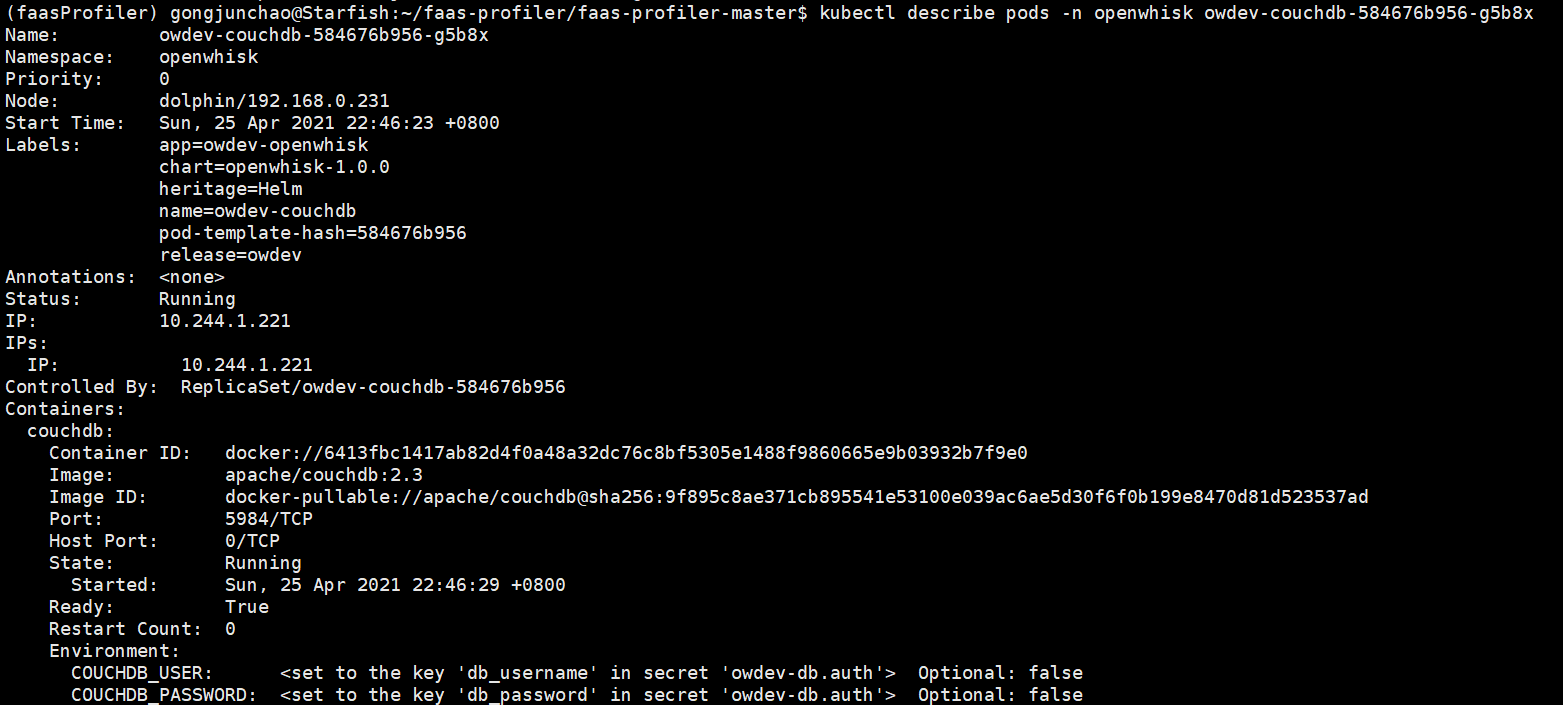 (faasProfiler) gongjunchao@Starfish:~/faas-profiler/faas-profiler-master$ kubectl describe pods -n openwhisk owdev-couchdb-584676b956-g5b8x
Name:         owdev-couchdb-584676b956-g5b8x
Namespace:    openwhisk
Priority:     0
Node:         dolphin/192.168.0.231
Start Time:   Sun, 25 Apr 2021 22:46:23 +0800
Labels:       app=owdev-openwhisk
              chart=openwhisk-1.0.0
              heritage=Helm
              name=owdev-couchdb
              pod-template-hash=584676b956
              release=owdev
Annotations:  <none>
Status:       Running
IP:           10.244.1.221
IPs:
  IP:           10.244.1.221
Controlled By:  ReplicaSet/owdev-couchdb-584676b956
Containers:
  couchdb:
    Container ID:   docker://6413fbc1417ab82d4f0a48a32dc76c8bf5305e1488f9860665e9b03932b7f9e0
    Image:          apache/couchdb:2.3
    Image ID:       docker-pullable://apache/couchdb@sha256:9f895c8ae371cb895541e53100e039ac6ae5d30f6f0b199e8470d81d523537ad
    Port:           5984/TCP
    Host Port:      0/TCP
    State:          Running
      Started:      Sun, 25 Apr 2021 22:46:29 +0800
    Ready:          True
    Restart Count:  0
    Environment:
      COUCHDB_USER:      <set to the key 'db_username' in secret 'owdev-db.auth'>  Optional: false
      COUCHDB_PASSWORD:  <set to the key 'db_password' in secret 'owdev-db.auth'>  Optional: false